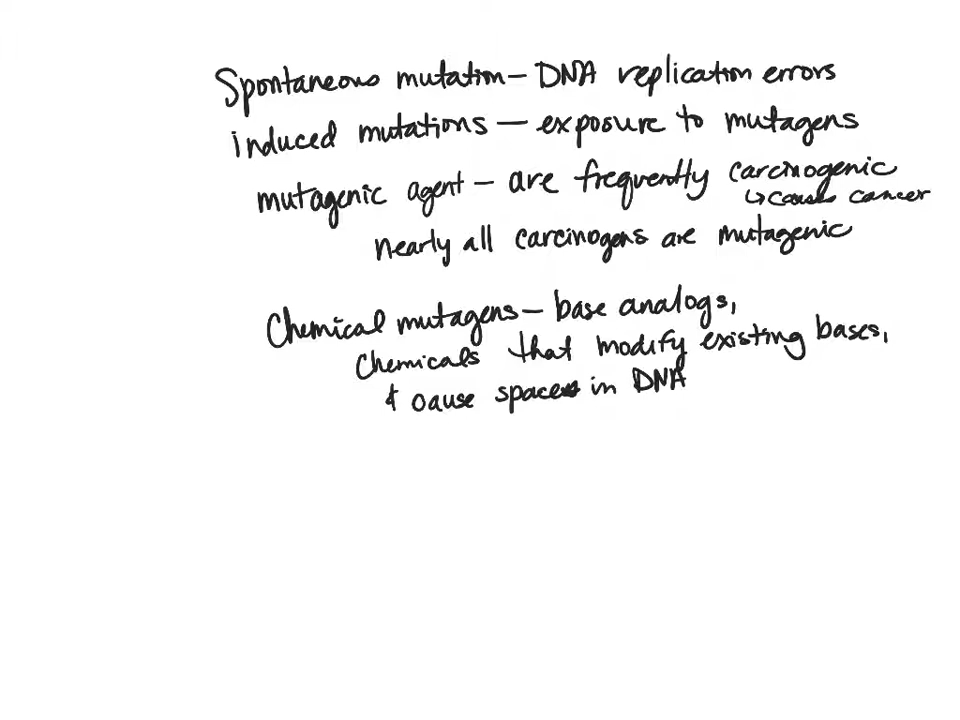 Spontaneous mutation – DNA replication errors
induced mutations – exposure to mutagens
mutagenic agent – are frequently carcinogenic
↳ causes cancer
nearly all carcinogens are mutagenic
Chemical mutagens – base analogs,
Chemicals that modify existing bases,
& cause spaces in DNA